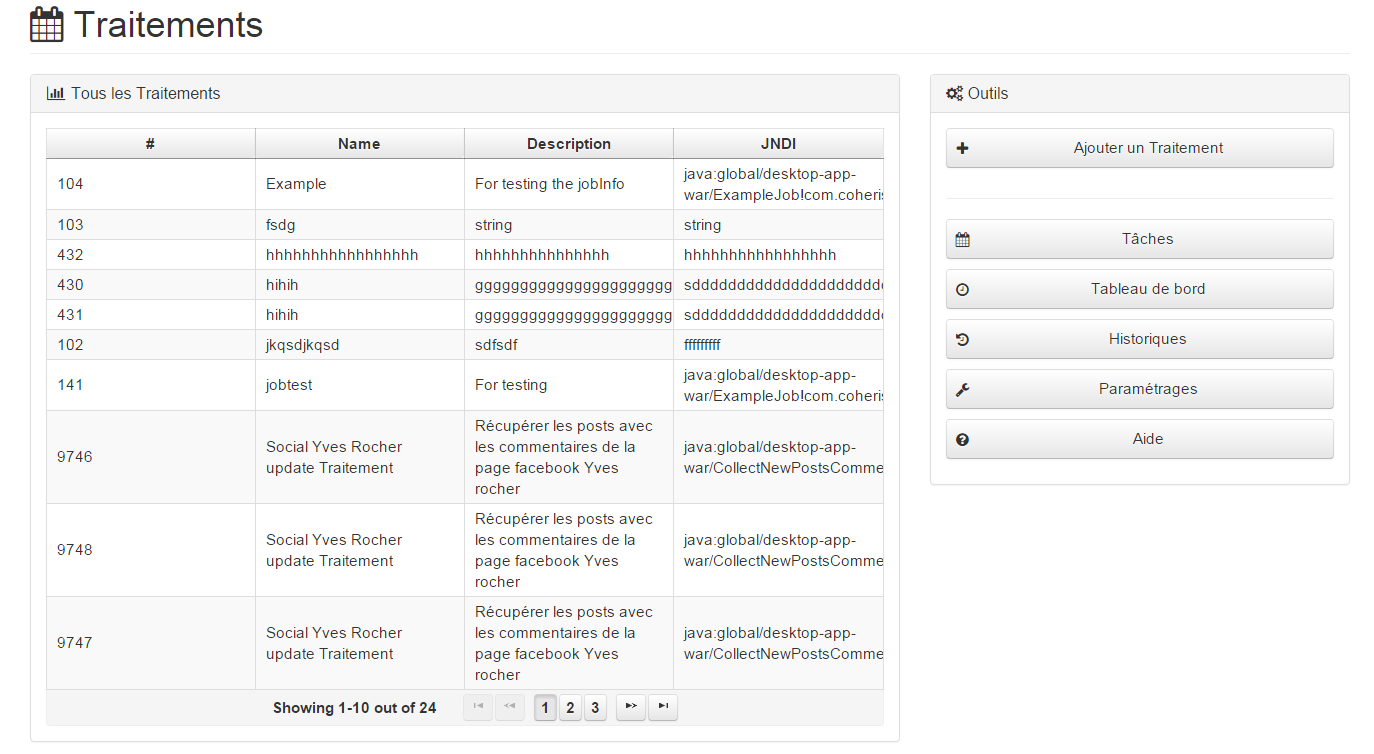 Traitements
Tous les Traitements
# Name Description JNDI
104 Example For testing the jobInfo java:global/desktop-app-
war/ExampleJob!com.coheris
103 fsdg string string
432 hhhhhhhhhhhhhhhhh hhhhhhhhhhhhhhh hhhhhhhhhhhhhhhhh
430 hihih gggggggggggggggggggggg sdddddddddddddddddddddd
431 hihih gggggggggggggggggggggg sdddddddddddddddddddddd
102 jkqsdjkqsd sdfsdf fffffffff
141 jobtest For testing java:global/desktop-app-
war/ExampleJob!com.coheris
9746 Social Yves Rocher
update Traitement
Récupérer les posts avec
les commentaires de la
page facebook Yves
rocher
java:global/desktop-app-
war/CollectNewPostsComme
9748 Social Yves Rocher
update Traitement
Récupérer les posts avec
les commentaires de la
page facebook Yves
rocher
java:global/desktop-app-
war/CollectNewPostsComme
9747 Social Yves Rocher
update Traitement
Récupérer les posts avec
les commentaires de la
page facebook Yves
rocher
java:global/desktop-app-
war/CollectNewPostsComme
Showing 1-10 out of 24 1 2 3
Outils
Ajouter un Traitement
Tâches
Tableau de bord
Historiques
Paramétrages
Aide